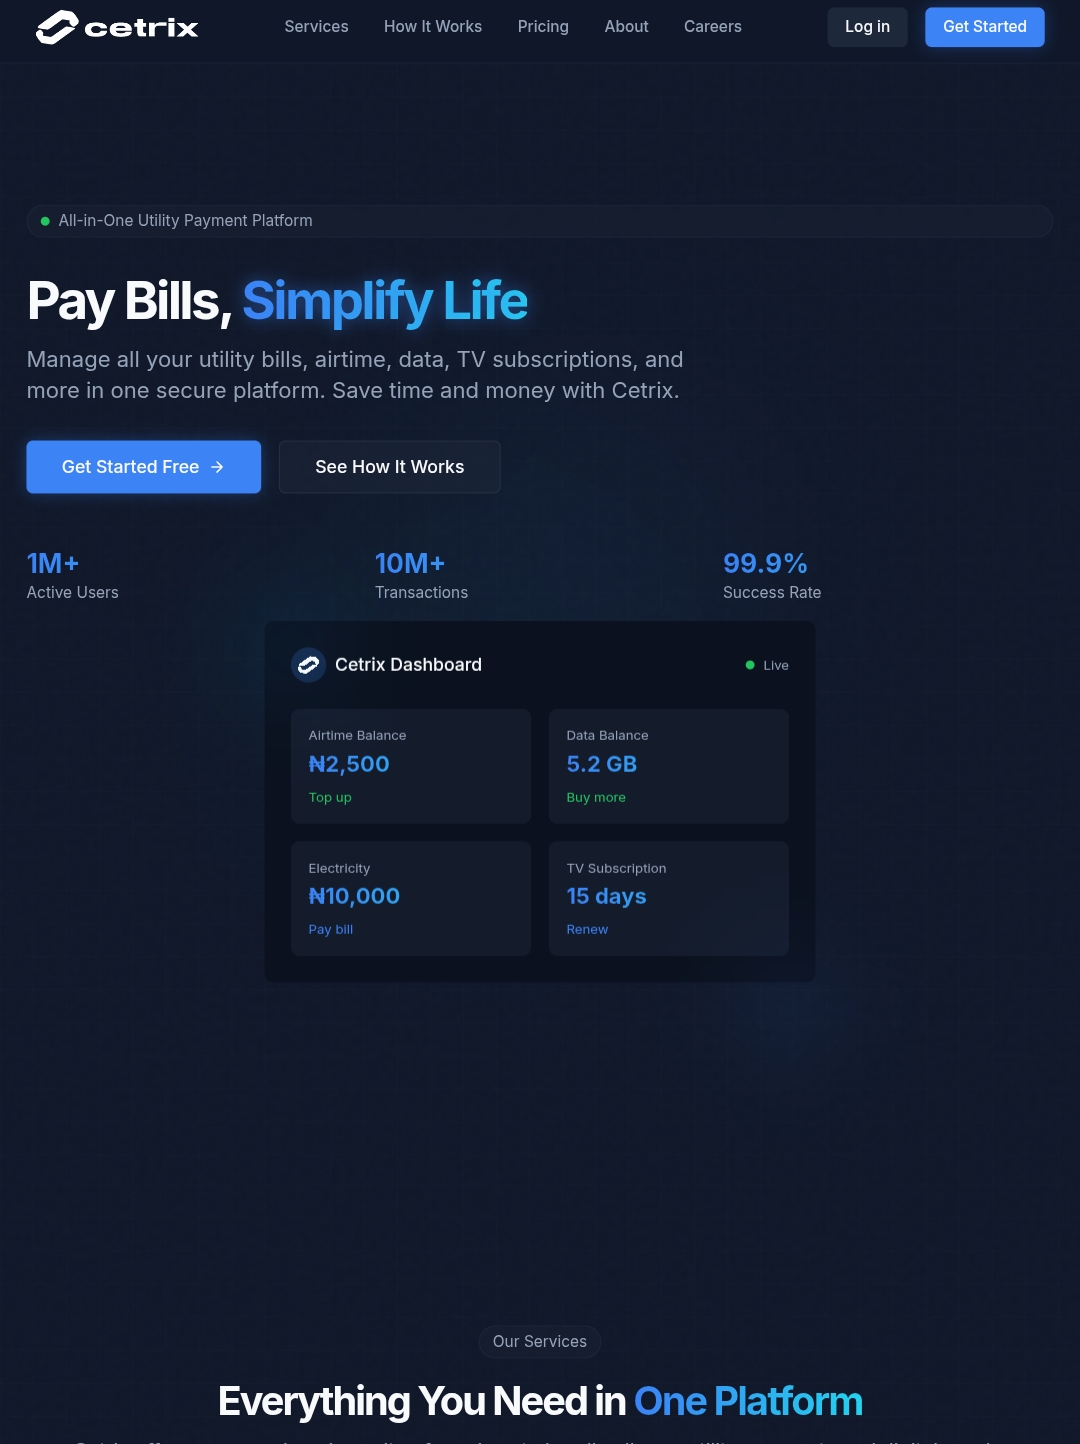 cetrix
Services
How It Works
Pricing
About
Careers
Log in
Get Started
All-in-One Utility Payment Platform
Pay Bills, Simplify Life
Manage all your utility bills, airtime, data, TV subscriptions, and
more in one secure platform. Save time and money with Cetrix.
Get Started Free →
See How It Works
1M+
Active Users
10M+
Transactions
99.9%
Success Rate
Cetrix Dashboard
Live
Airtime Balance
₦2,500
Top up
Data Balance
5.2 GB
Buy more
Electricity
₦10,000
Pay bill
TV Subscription
15 days
Renew
Our Services
Everything You Need in One Platform